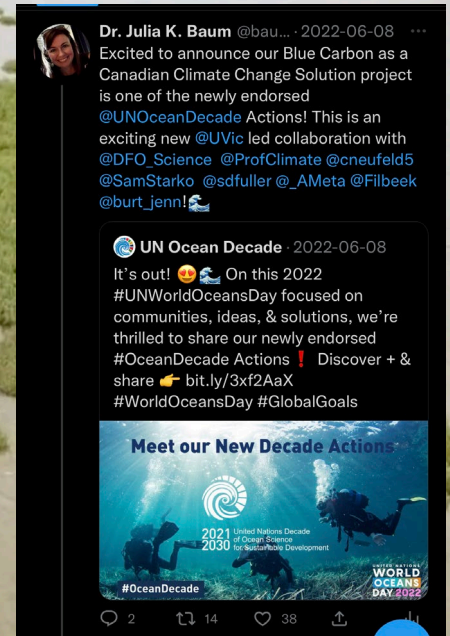 Dr. Julia K. Baum @bau... · 2022-06-08 ...
Excited to announce our Blue Carbon as a
Canadian Climate Change Solution project
is one of the newly endorsed
@UNOceanDecade Actions! This is an
exciting new @UVic led collaboration with
@DFO_Science @ProfClimate @cneufeld5
@SamStarko @sdfuller @_AMeta @Filbeek
@burt_jenn!🌊
UN Ocean Decade · 2022-06-08
It's out! 😍🌊 On this 2022
#UNWorldOceansDay focused on
communities, ideas, & solutions, we're
thrilled to share our newly endorsed
#OceanDecade Actions❗ Discover + &
share 👉 bit.ly/3xf2AaX
#WorldOceansDay #GlobalGoals
Meet our New Decade Actions
2021
2030
United Nations Decade
of Ocean Science
for Sustainable Development
#OceanDecade
UNITED NATIONS
WORLD
OCEANS
DAY 2022
2 14 38